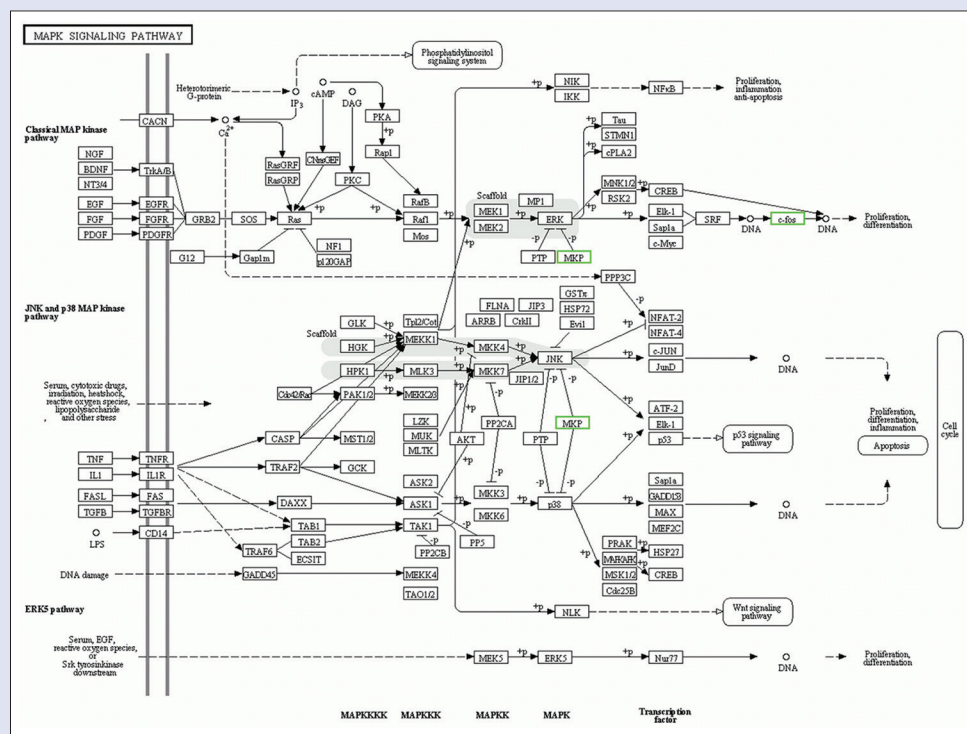 MAPK SIGNALING PATHWAY
Phosphatidylinositol
signaling system
Heterotorimeric
G-protein
IP3
cAMP
DAG
+p
NIK
IKK
NFκB
Proliferation,
inflammation
anti-apoptosis
CACN
Ca2+
PKA
+p
Rap1
Classical MAP kinase
pathway
NGF
BDNF
NT3/4
TrkA/B
RasGRF
RasGRP
CNasGEF
PKC
Tau
STMN1
cPLA2
+p
+p
EGF
FGF
PDGF
EGFR
FGFR
PDGFR
GRB2
SOS
Ras
RafB
Raf1
Mos
+p
Scaffold
MEK1
MEK2
MP1
+p
ERK
+p
MNK1/2
RSK2
CREB
Elk-1
Sap1a
c-Myc
SRF
DNA
c-fos
DNA
Proliferation,
differentiation
G12
Gap1m
NF1
p120GAP
+p
-p
-p
PTP
MKP
PPP3C
-p
JNK and p38 MAP kinase
pathway
GLK
HGK
HPK1
Scaffold
+p
+p
+p
Tpl2/Cot
MEKK1
MLK3
MEKK2/3
+p
+p
FLNA
JIP3
ARRB
CrkII
GSTπ
HSP72
Evi1
MKK4
MKK7
JIP1/2
+p
+p
JNK
+p
NFAT-2
NFAT-4
c-JUN
JunD
DNA
Serum, cytotoxic drugs,
irradiation, heatshock,
reactive oxygen species,
lipopolysaccharide
and other stress
Cdc42/Rac
PAK1/2
+p
LZK
MUK
MLTK
AKT
-p
PP2CA
-p
-p
PTP
MKP
+p
ATF-2
Elk-1
p53
p53 signaling
pathway
Proliferation,
differentiation,
inflammation
Apoptosis
Cell
cycle
TNF
IL1
TNFR
IL1R
CASP
MST1/2
TRAF2
GCK
ASK2
ASK1
-p
-p
-p
-p
FASL
TGFB
FAS
TGFBR
DAXX
+p
MKK3
MKK6
+p
p38
+p
Sap1a
GADD153
MAX
MEF2C
DNA
LPS
CD14
TAB1
TAB2
TRAF6
ECSIT
TAK1
-p
PP2CB
-p
PP5
+p
PRAK
MAPKAPK
MSK1/2
Cdc25B
+p
+p
HSP27
CREB
DNA damage
GADD45
MEKK4
TAO1/2
ERK5 pathway
+p
NLK
Wnt signaling
pathway
Serum, EGF,
reactive oxygen species,
or
Srk tyrosinkinase
downstream
MEK5
+p
ERK5
+p
Nur77
DNA
Proliferation,
differentiation
MAPKKKK
MAPKKK
MAPKK
MAPK
Transcription
factor